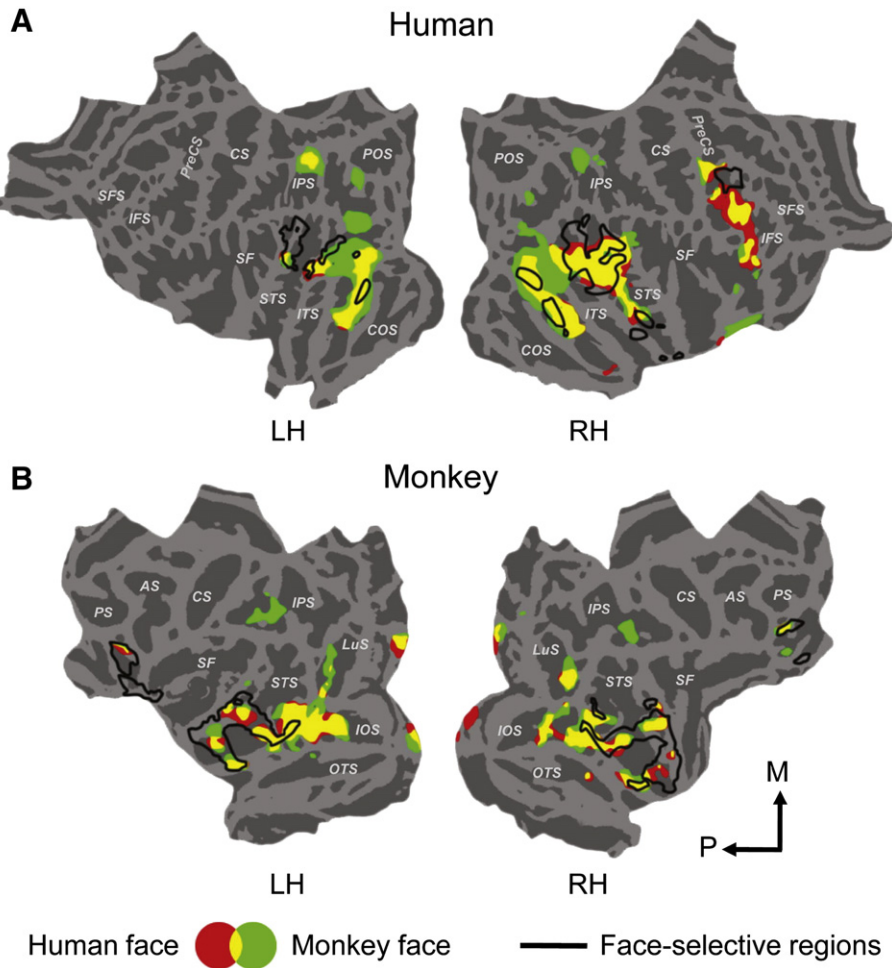 A
Human
PreCS CS POS
SFS IPS
IFS
SF
STS
ITS
COS
LH
PreCS
POS CS
IPS
SFS
IFS
SF
STS
ITS
COS
RH
B
Monkey
AS
PS CS IPS
LuS
SF
STS
IOS
OTS
LH
IPS CS AS PS
LuS
STS SF
IOS
OTS
RH
M
P
Human face Monkey face Face-selective regions